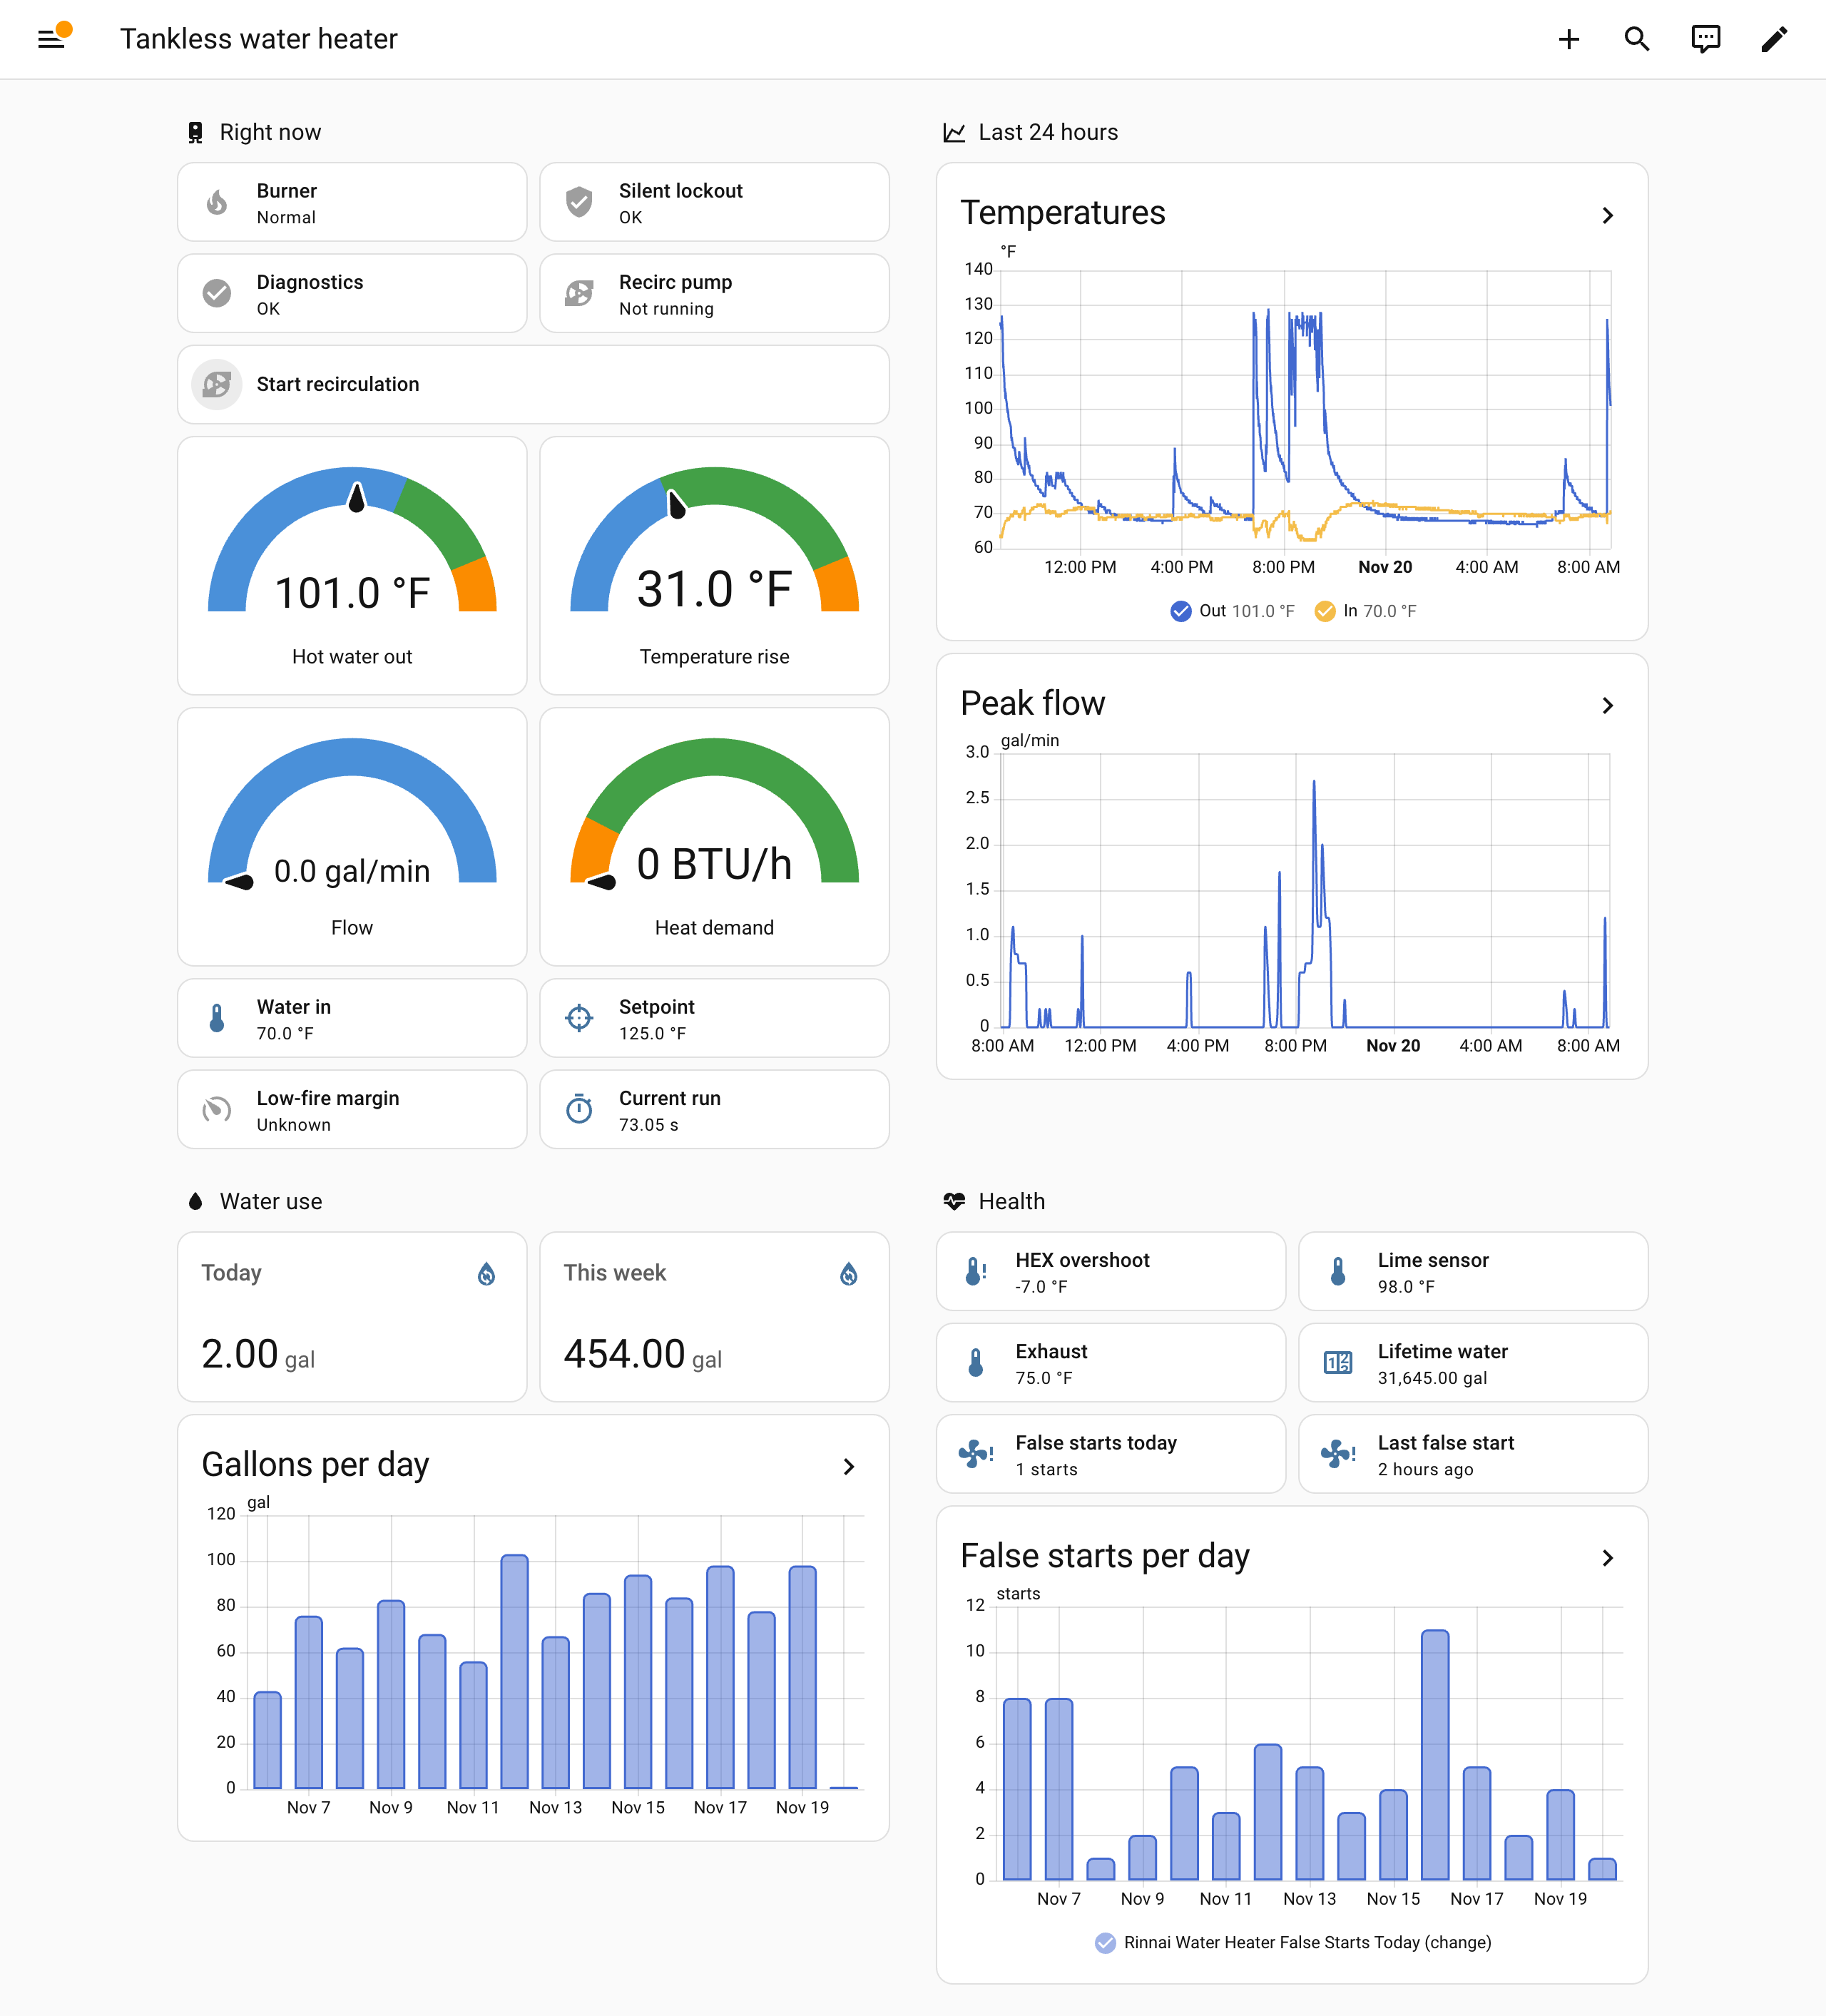 Tankless water heater
Right now
Burner
Normal
Silent lockout
OK
Diagnostics
OK
Recirc pump
Not running
Start recirculation
101.0 °F
Hot water out
31.0 °F
Temperature rise
0.0 gal/min
Flow
0 BTU/h
Heat demand
Water in
70.0 °F
Setpoint
125.0 °F
Low-fire margin
Unknown
Current run
73.05 s
Last 24 hours
Temperatures
°F
140
130
120
110
100
90
80
70
60
12:00 PM 4:00 PM 8:00 PM Nov 20 4:00 AM 8:00 AM
Out 101.0 °F In 70.0 °F
Peak flow
gal/min
3.0
2.5
2.0
1.5
1.0
0.5
0
8:00 AM 12:00 PM 4:00 PM 8:00 PM Nov 20 4:00 AM 8:00 AM
Water use
Today
2.00 gal
This week
454.00 gal
Gallons per day
gal
120
100
80
60
40
20
0
Nov 7 Nov 9 Nov 11 Nov 13 Nov 15 Nov 17 Nov 19
Health
HEX overshoot
-7.0 °F
Lime sensor
98.0 °F
Exhaust
75.0 °F
Lifetime water
31,645.00 gal
False starts today
1 starts
Last false start
2 hours ago
False starts per day
starts
12
10
8
6
4
2
0
Nov 7 Nov 9 Nov 11 Nov 13 Nov 15 Nov 17 Nov 19
Rinnai Water Heater False Starts Today (change)